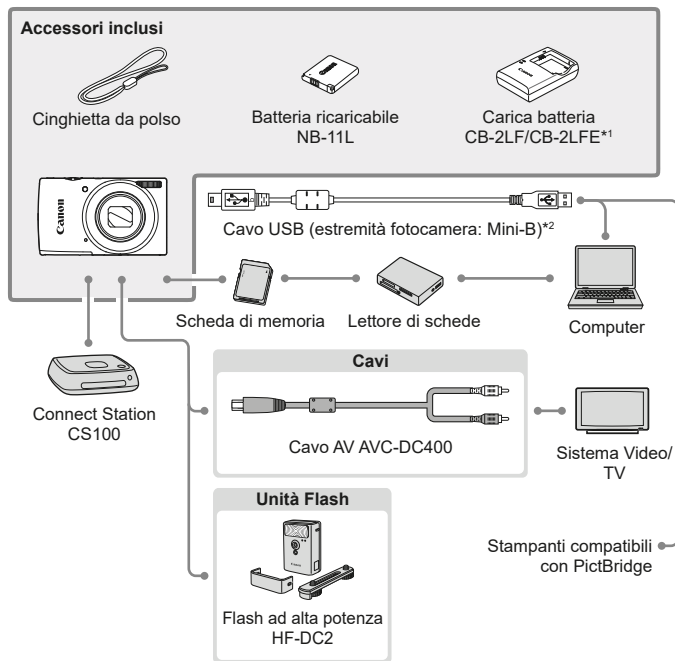 Accessori inclusi
Cinghietta da polso
Batteria ricaricabile
NB-11L
Carica batteria
CB-2LF/CB-2LFE*1
Canon
Cavo USB (estremità fotocamera: Mini-B)*2
Scheda di memoria
Lettore di schede
Computer
Connect Station
CS100
Cavi
Cavo AV AVC-DC400
Sistema Video/
TV
Unità Flash
Flash ad alta potenza
HF-DC2
Stampanti compatibili
con PictBridge